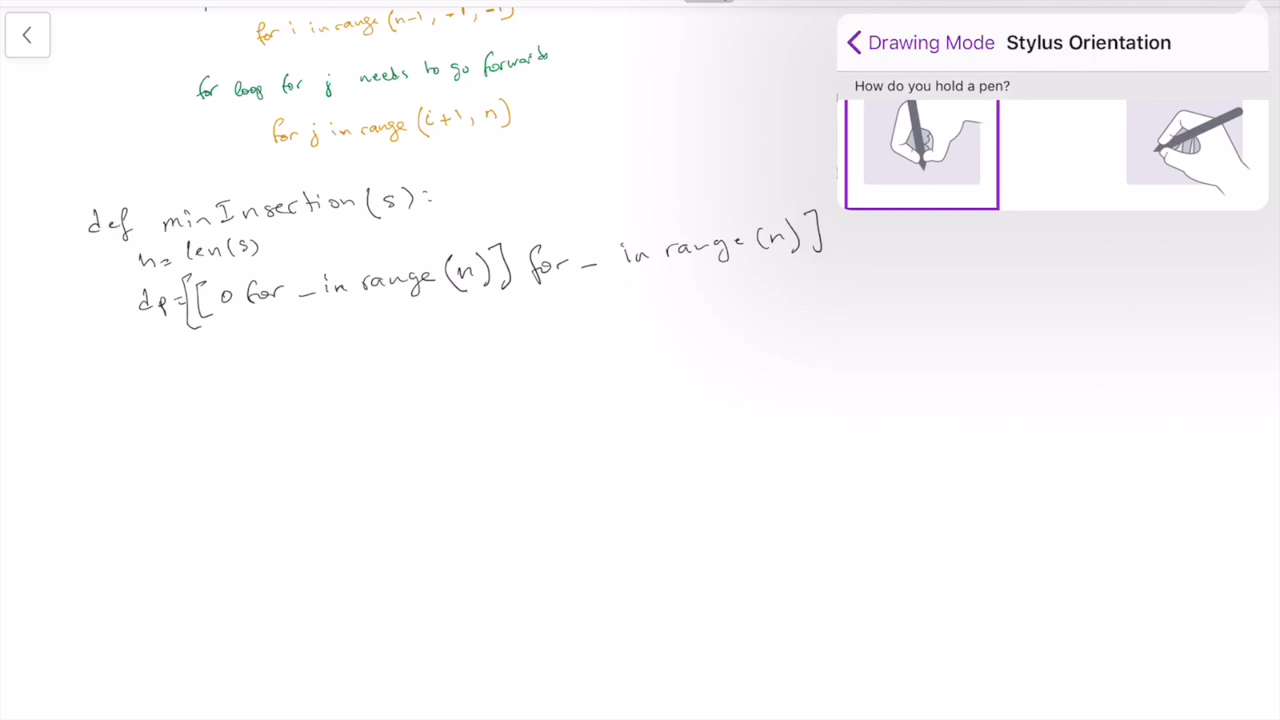 for i in range (n-1, -1, -1)
for loop for j needs to go forwards
for j in range (i+1, n)
def minInsection(s):
n= len(s)
dp=[[ 0 for _ in range (n)] for _ in range (n)]
Drawing Mode Stylus Orientation
How do you hold a pen?